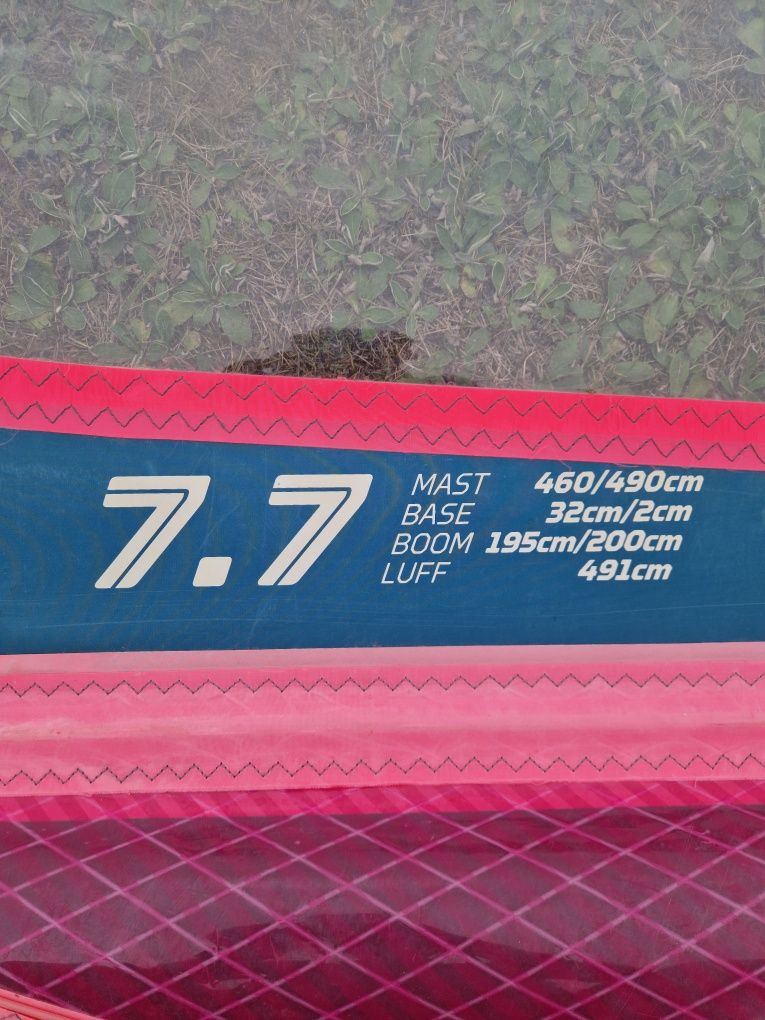 7.7
MAST 460/490cm
BASE 32cm/2cm
BOOM 195cm/200cm
LUFF 491cm